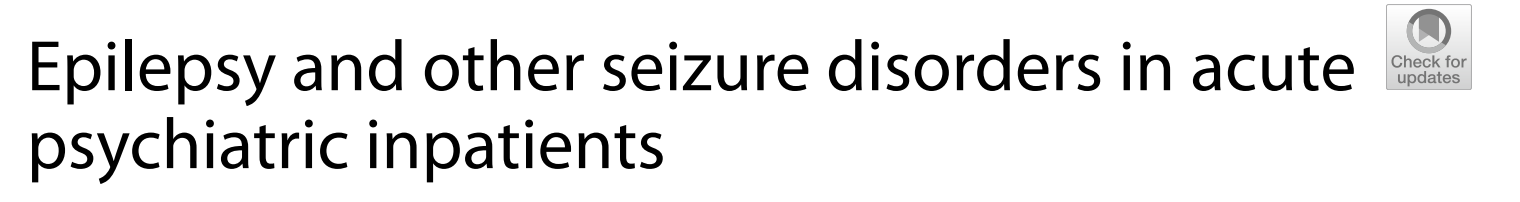 Epilepsy and other seizure disorders in acute
psychiatric inpatients
Check for
updates